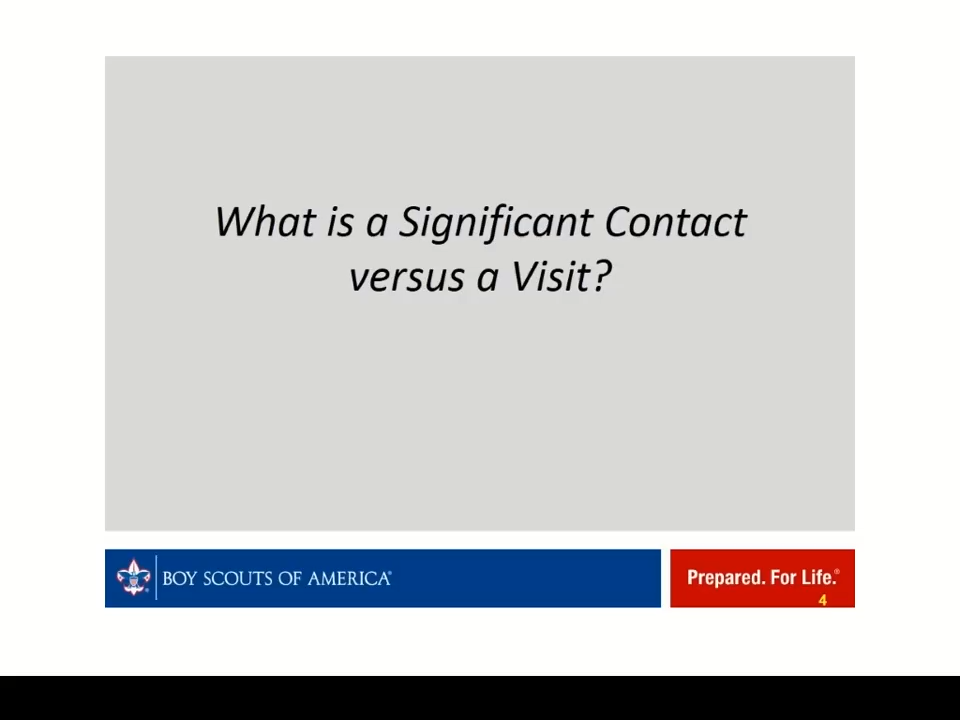 What is a Significant Contact
versus a Visit?
BOY SCOUTS OF AMERICA®
Prepared. For Life.®
4